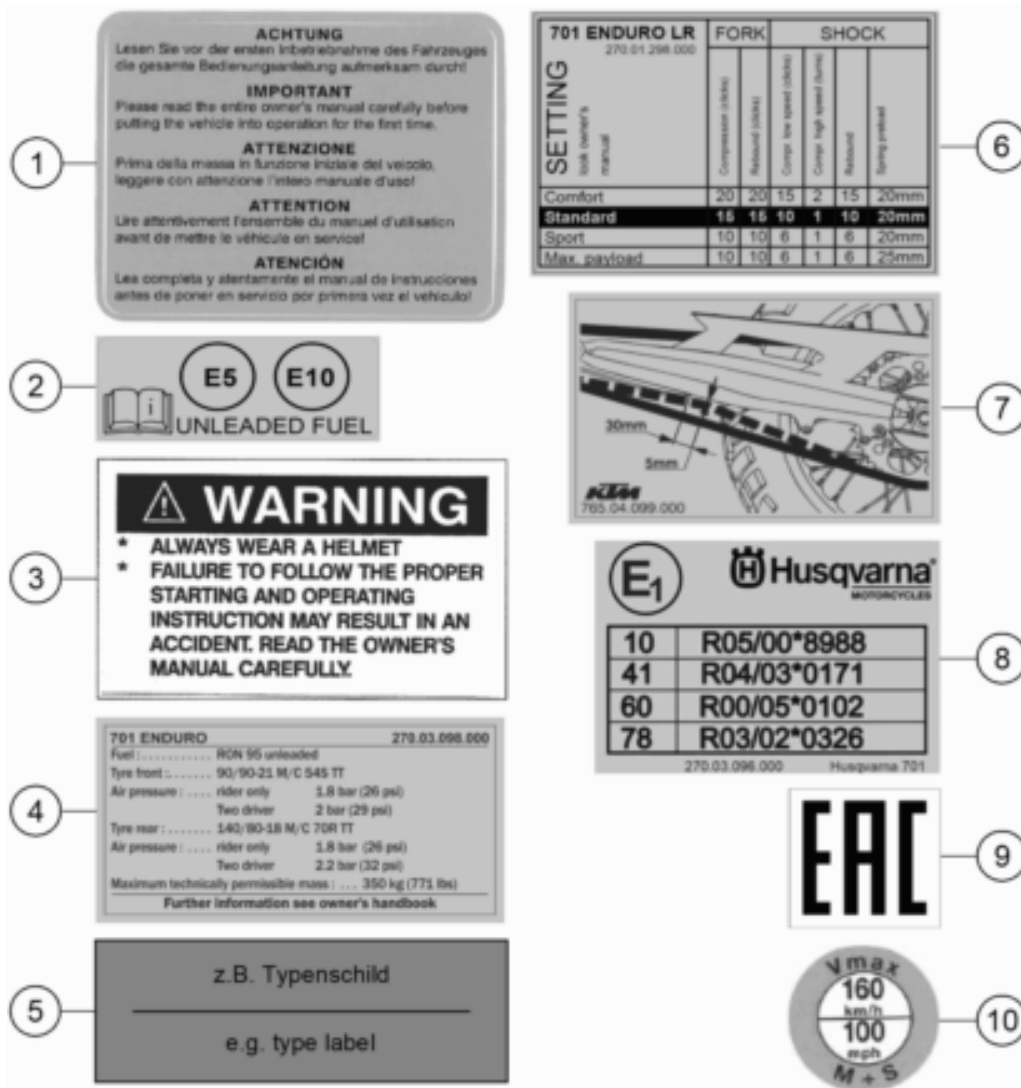 1
ACHTUNG
Lesen Sie vor der ersten Inbetriebnahme des Fahrzeuges
die gesamte Bedienungsanleitung aufmerksam durch!
IMPORTANT
Please read the entire owner's manual carefully before
putting the vehicle into operation for the first time.
ATTENZIONE
Prima della massa in funzione iniziale del veicolo,
leggere con attenzione l'intero manuale d'uso!
ATTENTION
Lire attentivement l'ensemble du manuel d'utilisation
avant de mettre le véhicule en service!
ATENCIÓN
Lea completa y atentamente el manual de instrucciones
antes de poner en servicio por primera vez el vehiculo!
2
E5 E10
i
UNLEADED FUEL
3
WARNING
* ALWAYS WEAR A HELMET
* FAILURE TO FOLLOW THE PROPER
STARTING AND OPERATING
INSTRUCTION MAY RESULT IN AN
ACCIDENT. READ THE OWNER'S
MANUAL CAREFULLY.
4
701 ENDURO 270.03.098.000
Fuel : . . . . . . . . . . . RON 95 unleaded
Tyre front : . . . . . . . 90/90-21 M/C 54S TT
Air pressure : . . . . rider only 1.8 bar (26 psi)
Two driver 2 bar (29 psi)
Tyre rear : . . . . . . . 140/80-18 M/C 70R TT
Air pressure : . . . . rider only 1.8 bar (26 psi)
Two driver 2.2 bar (32 psi)
Maximum technically permissible mass : . . . 350 kg (771 lbs)
Further information see owner's handbook
5
z.B. Typenschild
e.g. type label
6
701 ENDURO LR FORK SHOCK
270.01.298.000
SETTING
look owner's
manual
Compression (clicks)
Rebound (clicks)
Compr. low speed (clicks)
Compr. high speed (turns)
Rebound
Spring preload
Comfort 20 20 15 2 15 20mm
Standard 15 15 10 1 10 20mm
Sport 10 10 6 1 6 20mm
Max. payload 10 10 6 1 6 25mm
7
30mm
5mm
KTM
765.04.099.000
8
E1 H Husqvarna
MOTORCYCLES
10 R05/00*8988
41 R04/03*0171
60 R00/05*0102
78 R03/02*0326
270.03.096.000 Husqvarna 701
9
EAC
10
Vmax
160
km/h
100
mph
M + S